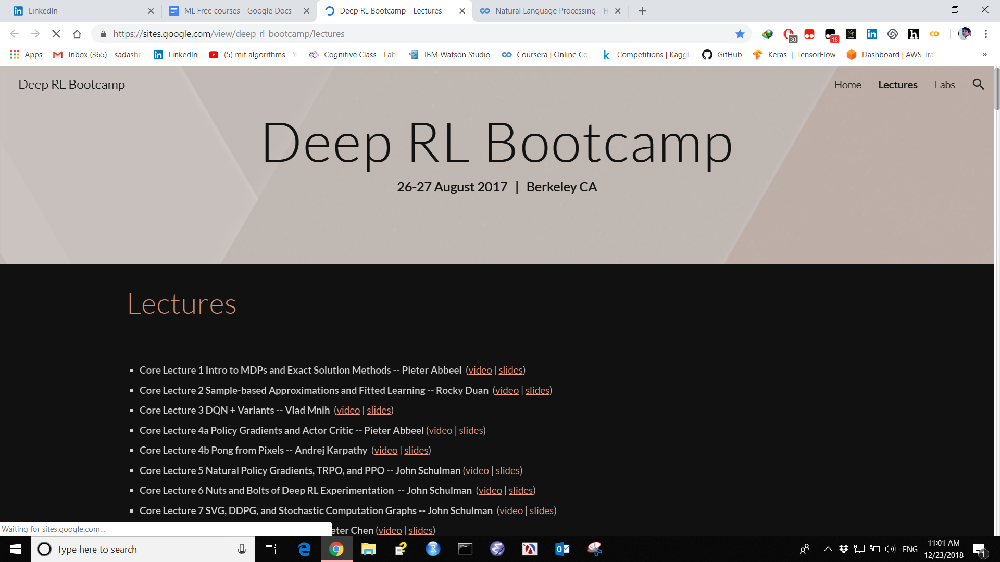 LinkedIn
ML Free courses - Google Docs
Deep RL Bootcamp - Lectures
Natural Language Processing - H
https://sites.google.com/view/deep-rl-bootcamp/lectures
30
16
Apps
Inbox (365) - sadashiv
LinkedIn
(5) mit algorithms - Y
Cognitive Class - Labs
IBM Watson Studio
Coursera | Online Cou
Competitions | Kaggl
GitHub
Keras | TensorFlow
Dashboard | AWS Trai
»
Deep RL Bootcamp
Home
Lectures
Labs
Deep RL Bootcamp
26-27 August 2017 | Berkeley CA
Lectures
Core Lecture 1 Intro to MDPs and Exact Solution Methods -- Pieter Abbeel (video | slides)
Core Lecture 2 Sample-based Approximations and Fitted Learning -- Rocky Duan (video | slides)
Core Lecture 3 DQN + Variants -- Vlad Mnih (video | slides)
Core Lecture 4a Policy Gradients and Actor Critic -- Pieter Abbeel (video | slides)
Core Lecture 4b Pong from Pixels -- Andrej Karpathy (video | slides)
Core Lecture 5 Natural Policy Gradients, TRPO, and PPO -- John Schulman (video | slides)
Core Lecture 6 Nuts and Bolts of Deep RL Experimentation -- John Schulman (video | slides)
Core Lecture 7 SVG, DDPG, and Stochastic Computation Graphs -- John Schulman (video | slides)
eter Chen (video | slides)
Waiting for sites.google.com...
Type here to search
ENG
11:01 AM
12/23/2018
1